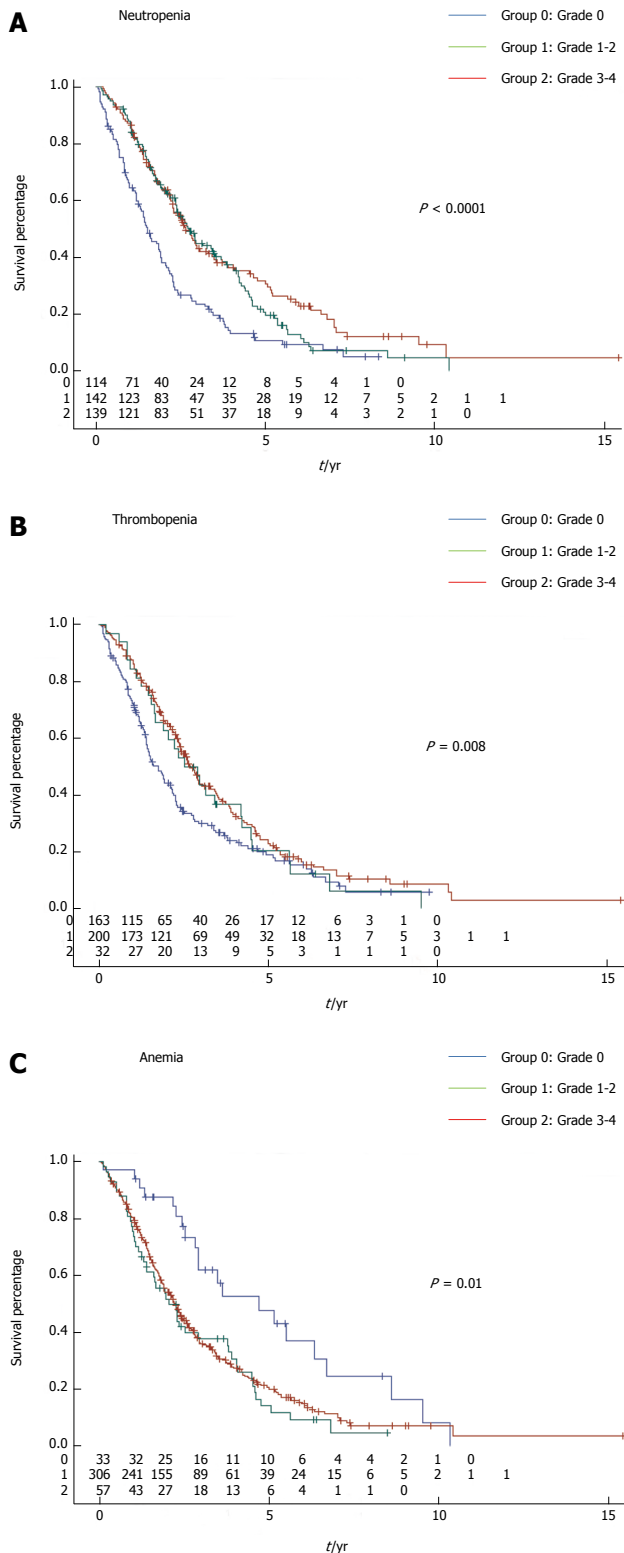 A
Neutropenia
Group 0: Grade 0
Group 1: Grade 1-2
Group 2: Grade 3-4
Survival percentage
1.0
0.8
0.6
0.4
0.2
0.0
P < 0.0001
0 114 71 40 24 12 8 5 4 1 0
1 142 123 83 47 35 28 19 12 7 5 2 1 1
2 139 121 83 51 37 18 9 4 3 2 1 0
0 5 10 15
t/yr
B
Thrombopenia
Group 0: Grade 0
Group 1: Grade 1-2
Group 2: Grade 3-4
Survival percentage
1.0
0.8
0.6
0.4
0.2
0.0
P = 0.008
0 163 115 65 40 26 17 12 6 3 1 0
1 200 173 121 69 49 32 18 13 7 5 3 1 1
2 32 27 20 13 9 5 3 1 1 1 0
0 5 10 15
t/yr
C
Anemia
Group 0: Grade 0
Group 1: Grade 1-2
Group 2: Grade 3-4
Survival percentage
1.0
0.8
0.6
0.4
0.2
0.0
P = 0.01
0 33 32 25 16 11 10 6 4 4 2 1 0
1 306 241 155 89 61 39 24 15 6 5 2 1 1
2 57 43 27 18 13 6 4 1 1 0
0 5 10 15
t/yr